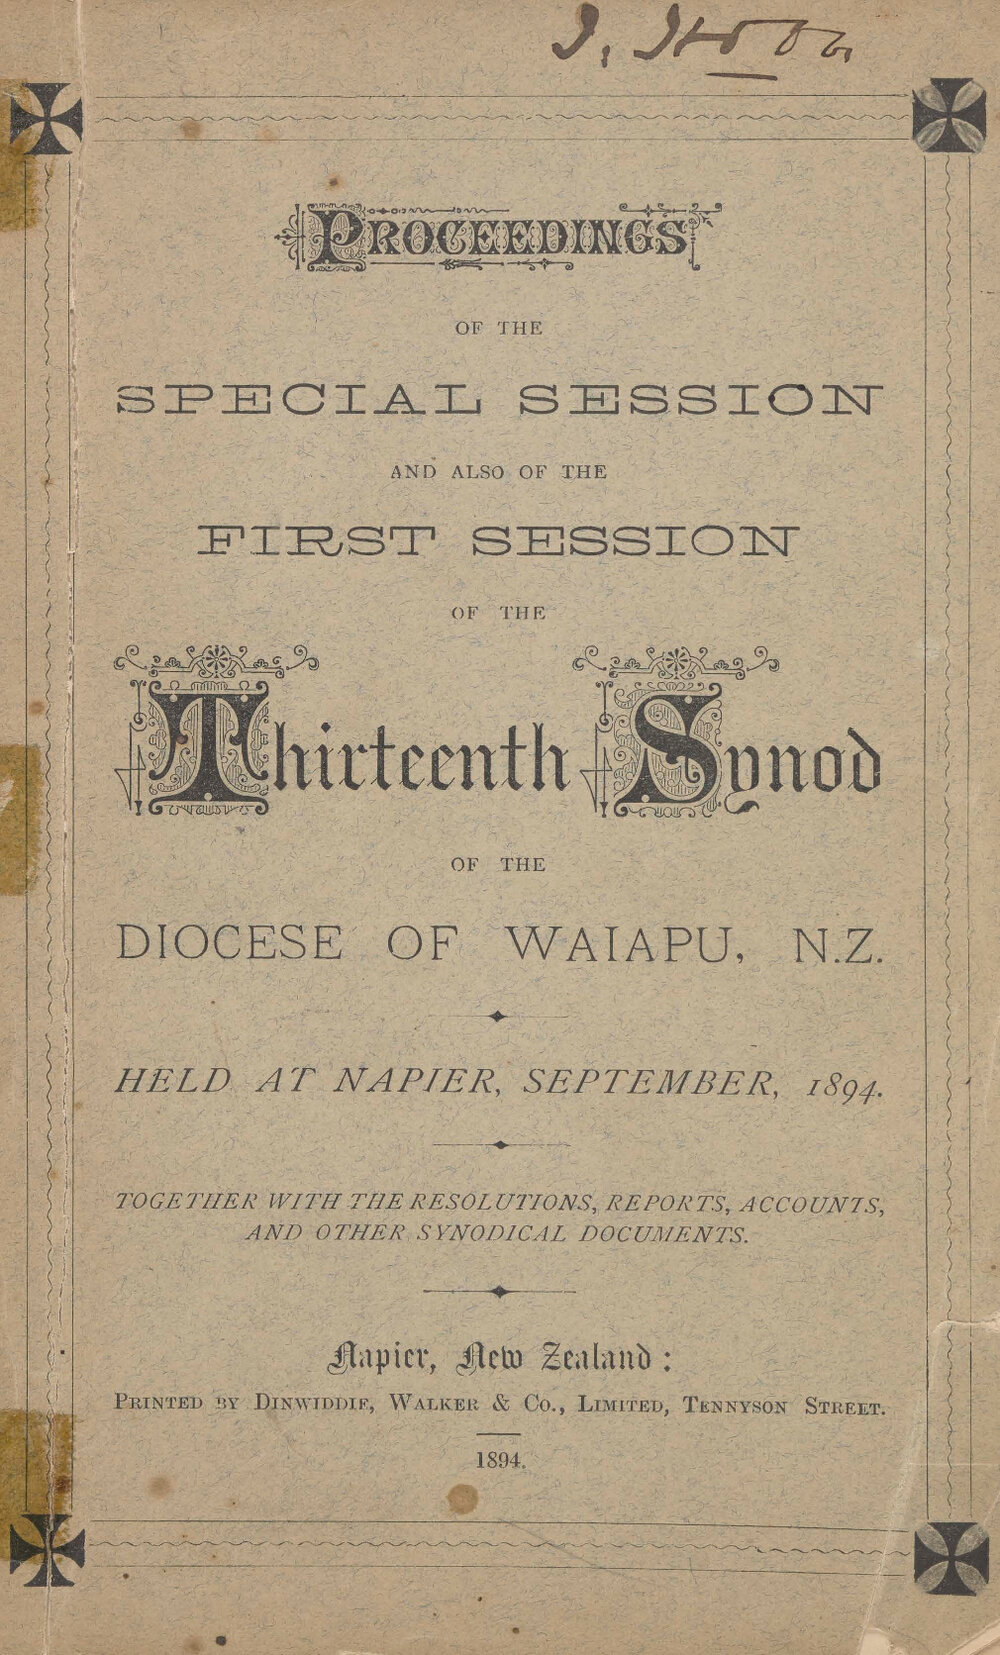 PROCEEDINGS
OF THE
SPECIAL SESSION
AND ALSO OF THE
FIRST SESSION
OF THE
Thirteenth Synod
OF THE
DIOCESE OF WAIAPU, N.Z.
HELD AT NAPIER, SEPTEMBER, 1894.
TOGETHER WITH THE RESOLUTIONS, REPORTS, ACCOUNTS,
AND OTHER SYNODICAL DOCUMENTS.
Napier, New Zealand:
PRINTED BY DINWIDDIE, WALKER & CO., LIMITED, TENNYSON STREET.
1894.